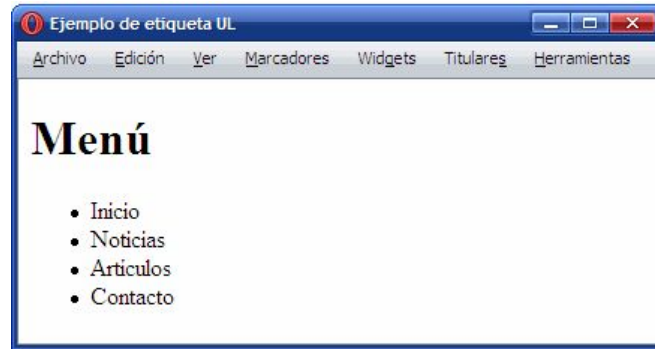 Ejemplo de etiqueta UL
Archivo Edición Ver Marcadores Widgets Titulares Herramientas
Menú
Inicio
Noticias
Artículos
Contacto